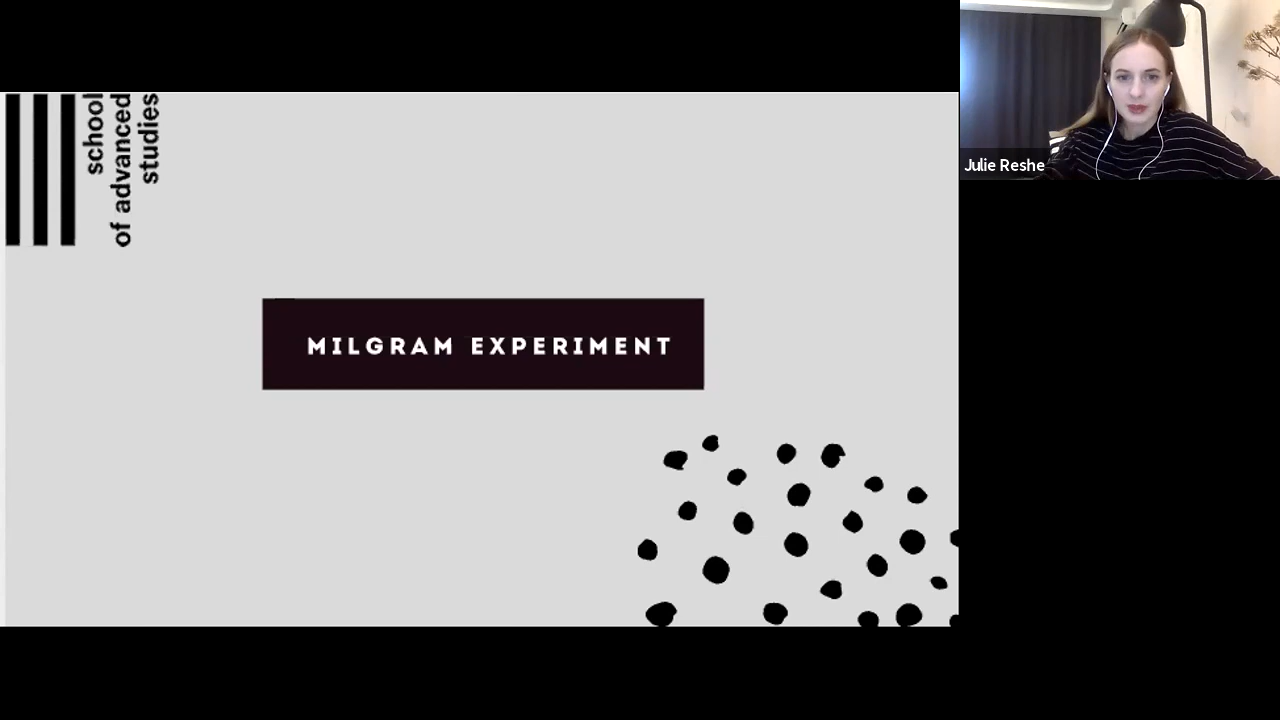 school
of advanced
studies
MILGRAM EXPERIMENT
Julie Reshe